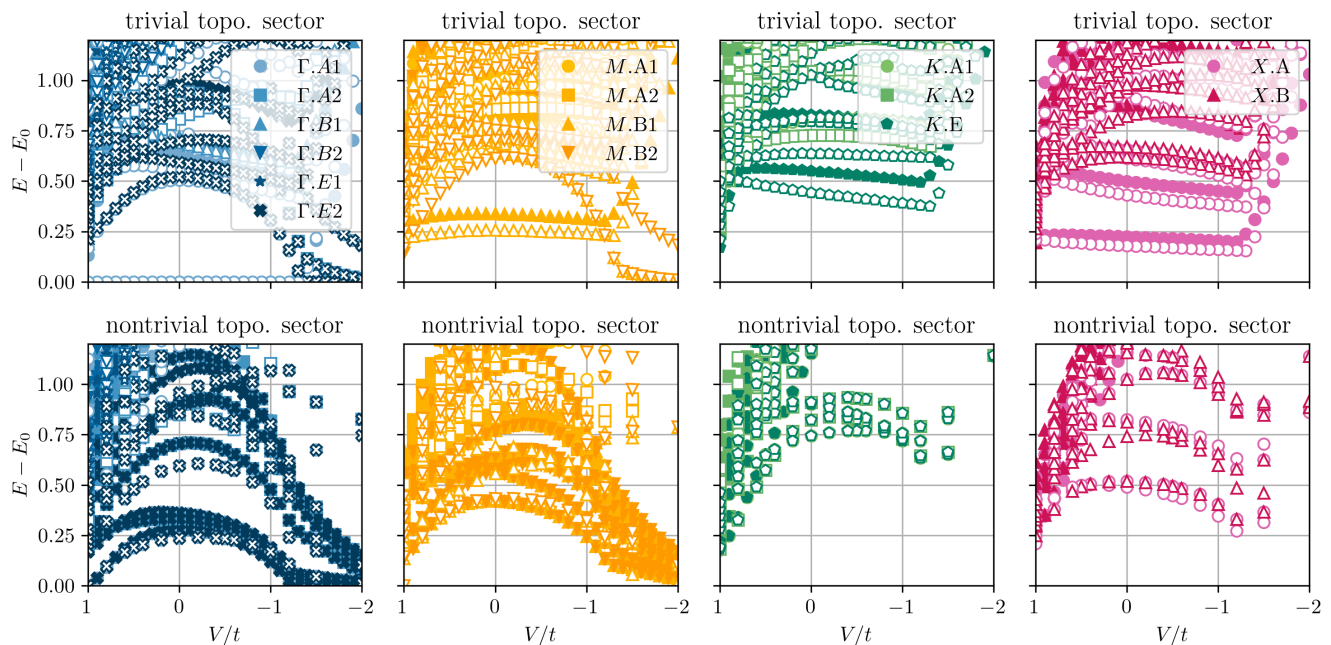 trivial topo. sector
trivial topo. sector
trivial topo. sector
trivial topo. sector
E − E₀
1.00
0.75
0.50
0.25
0.00
Γ.A1
Γ.A2
Γ.B1
Γ.B2
Γ.E1
Γ.E2
M.A1
M.A2
M.B1
M.B2
K.A1
K.A2
K.E
X.A
X.B
nontrivial topo. sector
nontrivial topo. sector
nontrivial topo. sector
nontrivial topo. sector
E − E₀
1.00
0.75
0.50
0.25
0.00
1 0 −1 −2
1 0 −1 −2
1 0 −1 −2
1 0 −1 −2
V/t
V/t
V/t
V/t